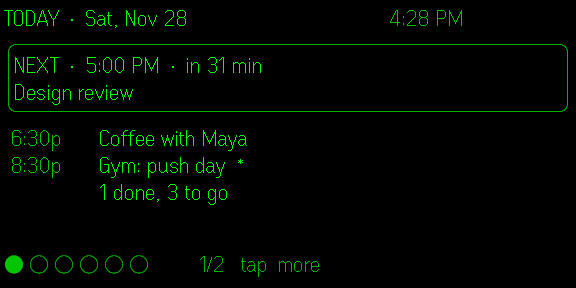 TODAY · Sat, Nov 28 4:28 PM
NEXT · 5:00 PM · in 31 min
Design review
6:30p Coffee with Maya
8:30p Gym: push day *
1 done, 3 to go
1/2 tap more